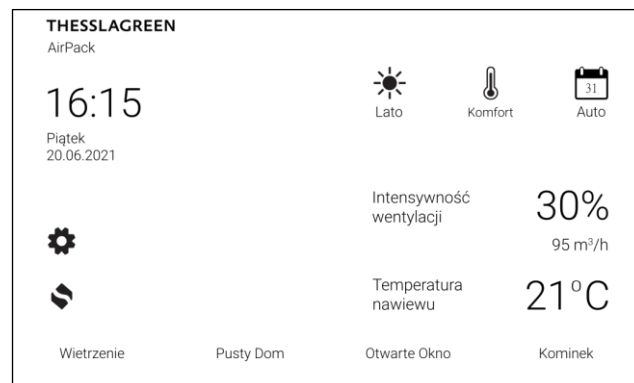 THESSLAGREEN
AirPack
16:15
Piątek
20.06.2021
31
Lato
Komfort
Auto
Intensywność
wentylacji
30%
95 m³/h
Temperatura
nawiewu
21°C
Wietrzenie
Pusty Dom
Otwarte Okno
Kominek